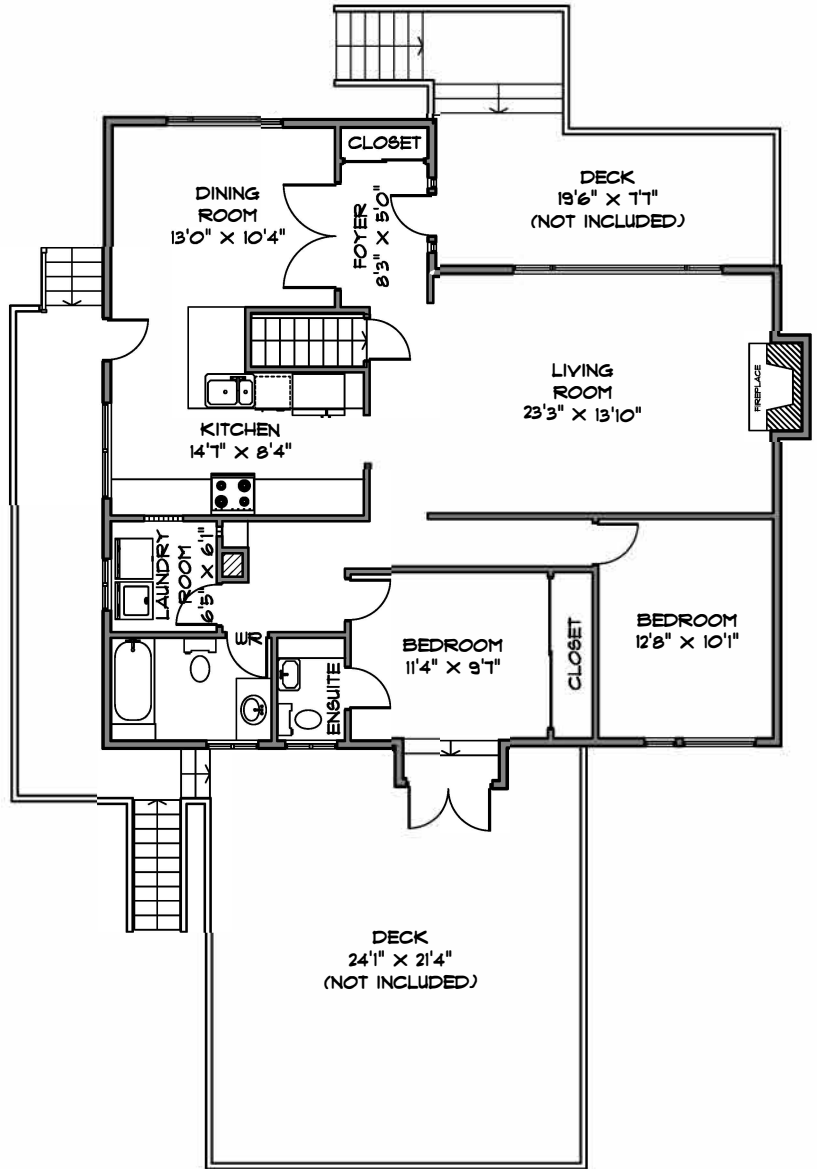 CLOSET
DINING
ROOM
13'0" X 10'4"
FOYER
8'3" X 5'0"
DECK
19'6" X 7'7"
(NOT INCLUDED)
LIVING
ROOM
23'3" X 13'10"
FIREPLACE
KITCHEN
14'7" X 8'4"
LAUNDRY
ROOM
6'5" X 6'1"
WR
ENSUITE
BEDROOM
11'4" X 9'7"
CLOSET
BEDROOM
12'8" X 10'1"
DECK
24'1" X 21'4"
(NOT INCLUDED)